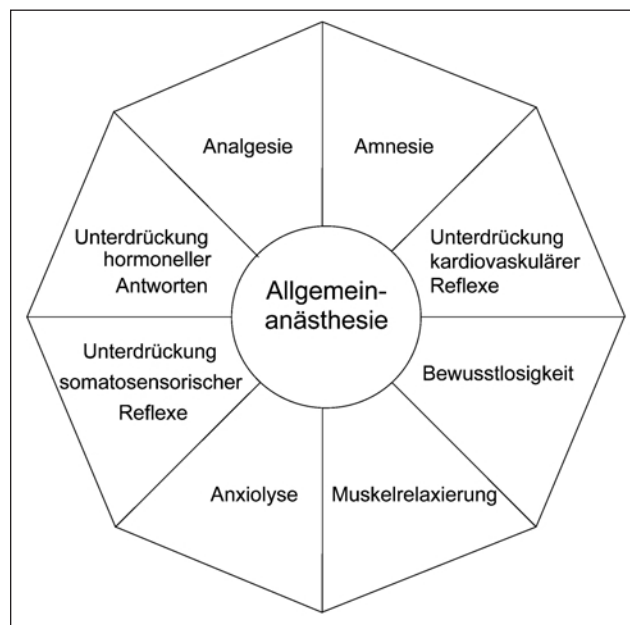 Analgesie
Amnesie
Unterdrückung
hormoneller
Antworten
Unterdrückung
kardiovaskulärer
Reflexe
Allgemein-
anästhesie
Unterdrückung
somatosensorischer
Reflexe
Bewusstlosigkeit
Anxiolyse
Muskelrelaxierung